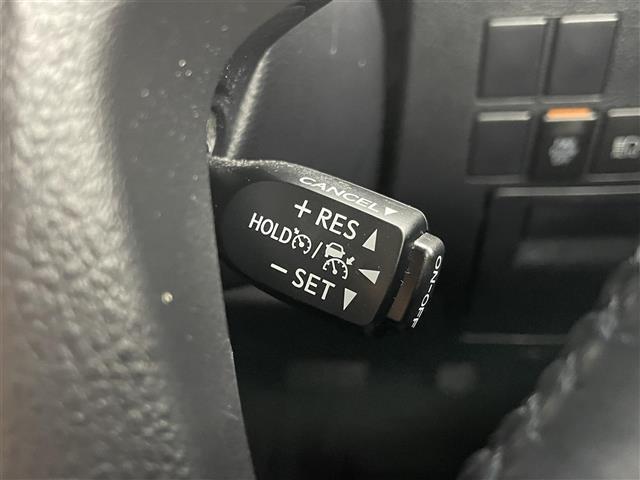 CANCEL▼
+ RES ▲
HOLD / ◀
− SET ▼
ON-OFF